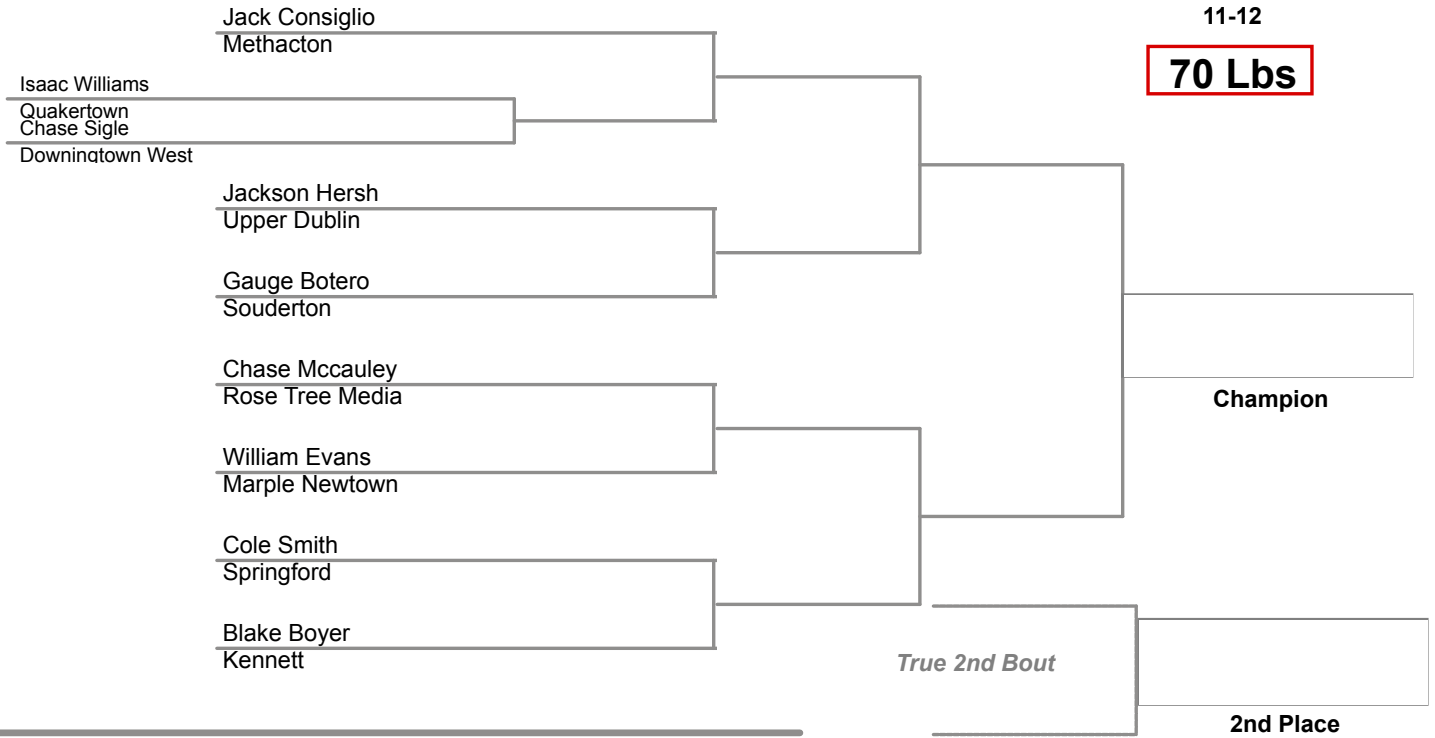 Jack Consiglio
Methacton
11-12
70 Lbs
Isaac Williams
Quakertown
Chase Sigle
Downingtown West
Jackson Hersh
Upper Dublin
Gauge Botero
Souderton
Chase Mccauley
Rose Tree Media
Champion
William Evans
Marple Newtown
Cole Smith
Springford
Blake Boyer
Kennett
True 2nd Bout
2nd Place